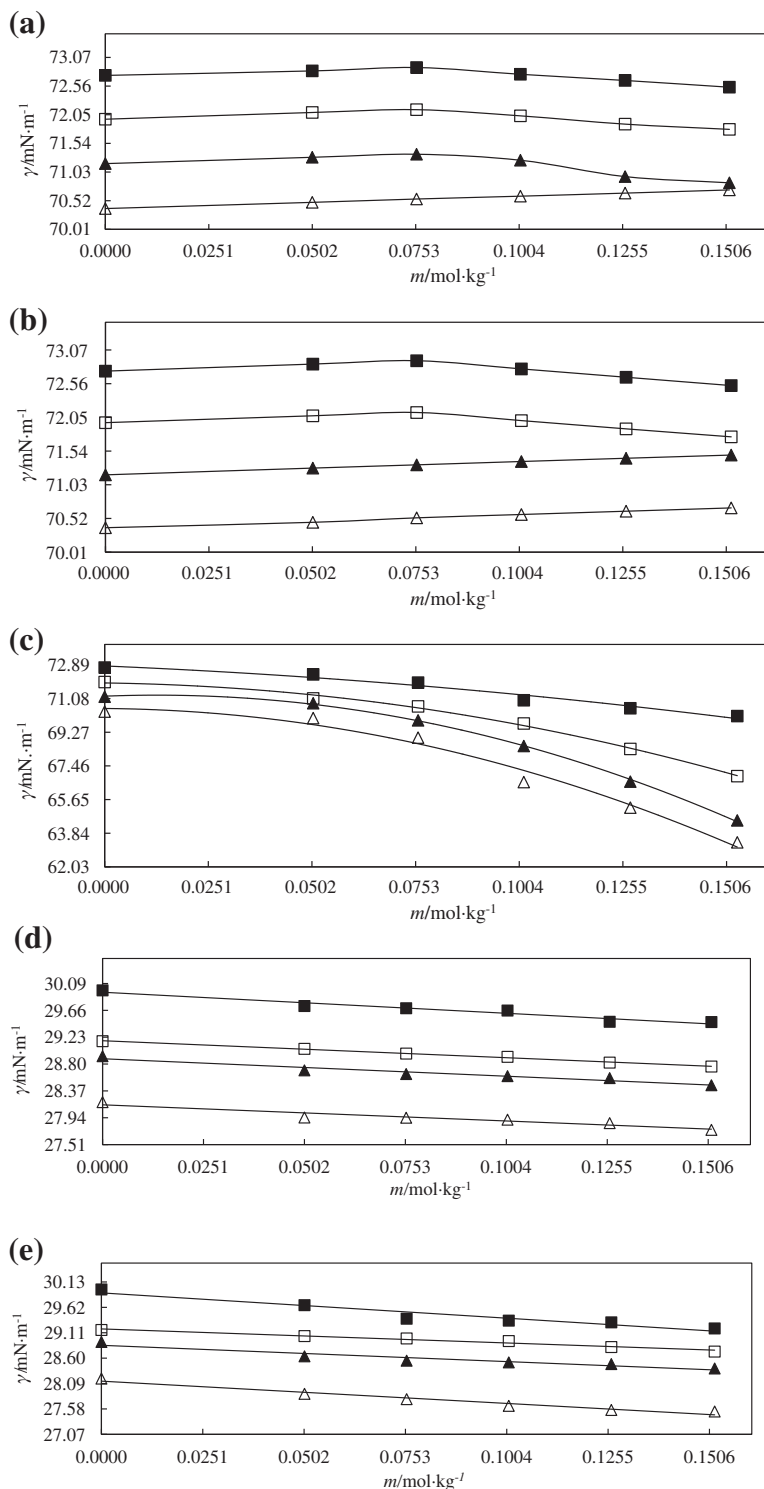 (a)
73.07
72.56
72.05
71.54
71.03
70.52
70.01
γ/mN·m-1
0.0000 0.0251 0.0502 0.0753 0.1004 0.1255 0.1506
m/mol·kg-1
(b)
73.07
72.56
72.05
71.54
71.03
70.52
70.01
γ/mN·m-1
0.0000 0.0251 0.0502 0.0753 0.1004 0.1255 0.1506
m/mol·kg-1
(c)
72.89
71.08
69.27
67.46
65.65
63.84
62.03
γ/mN.·m-1
0.0000 0.0251 0.0502 0.0753 0.1004 0.1255 0.1506
m/mol·kg-1
(d)
30.09
29.66
29.23
28.80
28.37
27.94
27.51
γ/mN·m-1
0.0000 0.0251 0.0502 0.0753 0.1004 0.1255 0.1506
m/mol·kg-1
(e)
30.13
29.62
29.11
28.60
28.09
27.58
27.07
γ/mN·m-1
0.0000 0.0251 0.0502 0.0753 0.1004 0.1255 0.1506
m/mol·kg-1